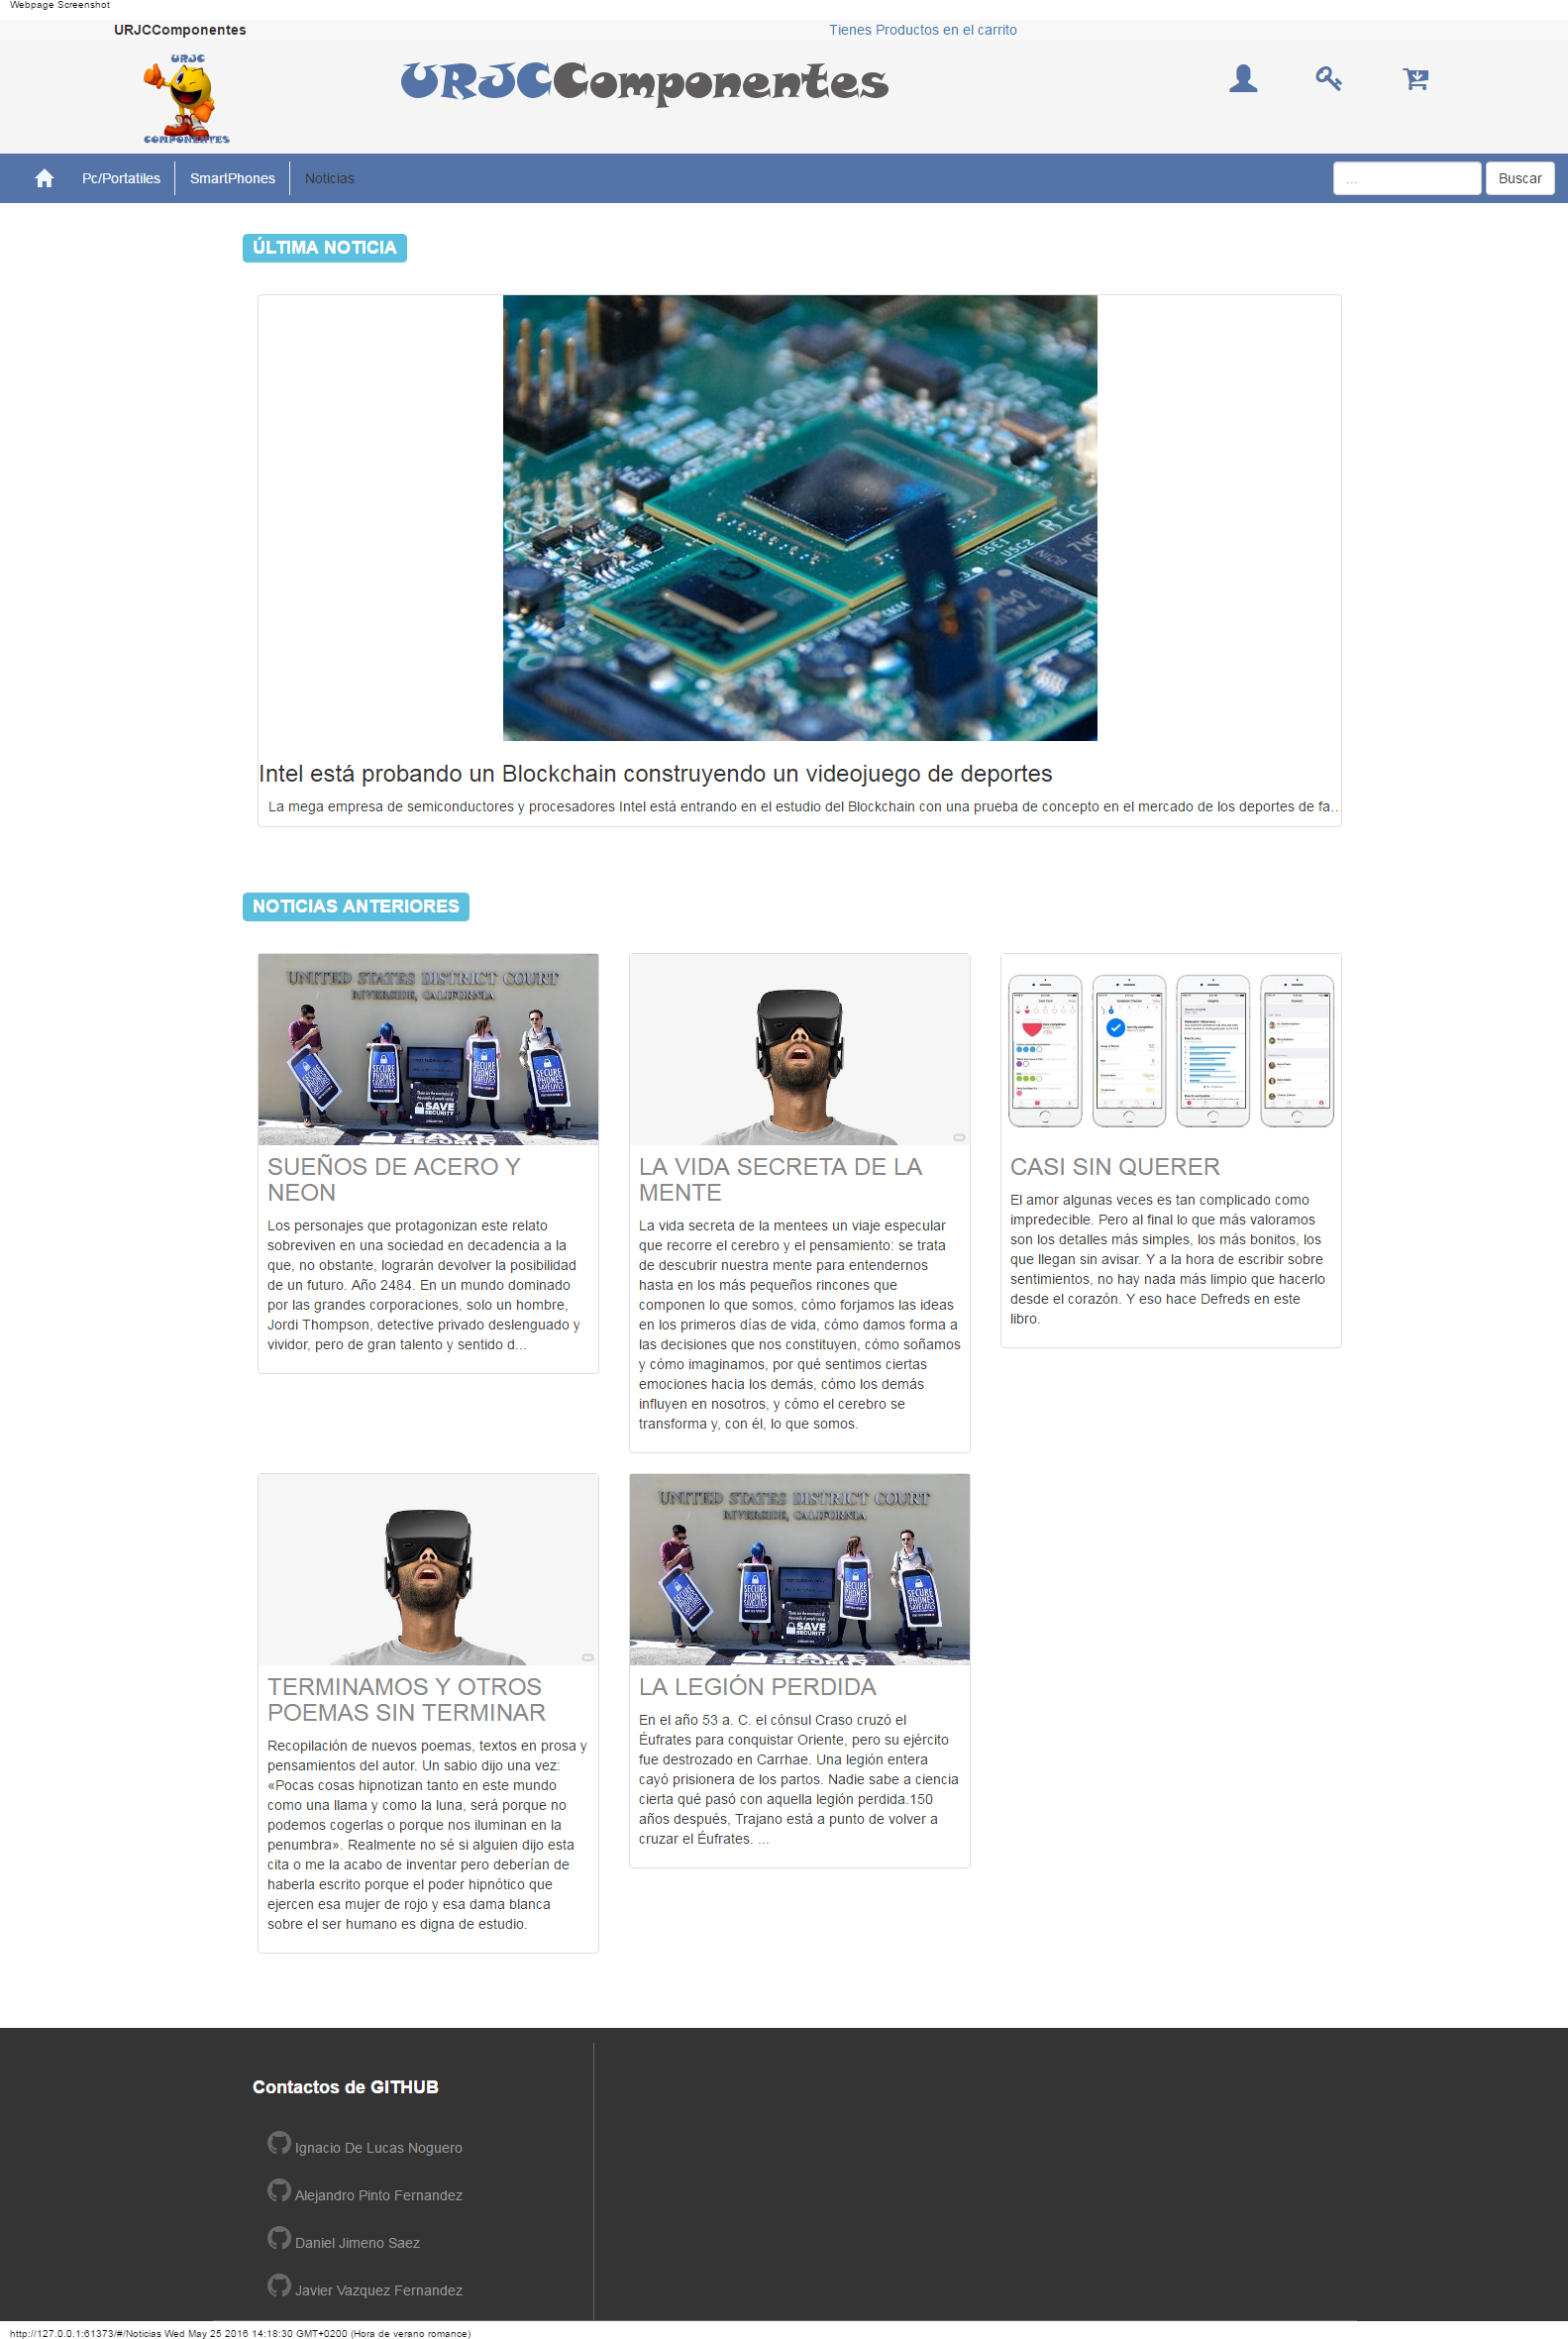 Webpage Screenshot
URJCComponentes
Tienes Productos en el carrito
URJC
COMPONENTES
URJCComponentes
Pc/Portatiles
SmartPhones
Noticias
...
Buscar
ÚLTIMA NOTICIA
Intel está probando un Blockchain construyendo un videojuego de deportes
La mega empresa de semiconductores y procesadores Intel está entrando en el estudio del Blockchain con una prueba de concepto en el mercado de los deportes de fa...
NOTICIAS ANTERIORES
UNITED STATES DISTRICT COURT
RIVERSIDE, CALIFORNIA
SECURE
PHONES
SAVE LIVES
SAVE
SECURITY
SUEÑOS DE ACERO Y
NEON
Los personajes que protagonizan este relato
sobreviven en una sociedad en decadencia a la
que, no obstante, lograrán devolver la posibilidad
de un futuro. Año 2484. En un mundo dominado
por las grandes corporaciones, solo un hombre,
Jordi Thompson, detective privado deslenguado y
vividor, pero de gran talento y sentido d...
LA VIDA SECRETA DE LA
MENTE
La vida secreta de la mentees un viaje especular
que recorre el cerebro y el pensamiento: se trata
de descubrir nuestra mente para entendernos
hasta en los más pequeños rincones que
componen lo que somos, cómo forjamos las ideas
en los primeros días de vida, cómo damos forma a
las decisiones que nos constituyen, cómo soñamos
y cómo imaginamos, por qué sentimos ciertas
emociones hacia los demás, cómo los demás
influyen en nosotros, y cómo el cerebro se
transforma y, con él, lo que somos.
CASI SIN QUERER
El amor algunas veces es tan complicado como
impredecible. Pero al final lo que más valoramos
son los detalles más simples, los más bonitos, los
que llegan sin avisar. Y a la hora de escribir sobre
sentimientos, no hay nada más limpio que hacerlo
desde el corazón. Y eso hace Defreds en este
libro.
TERMINAMOS Y OTROS
POEMAS SIN TERMINAR
Recopilación de nuevos poemas, textos en prosa y
pensamientos del autor. Un sabio dijo una vez:
«Pocas cosas hipnotizan tanto en este mundo
como una llama y como la luna, será porque no
podemos cogerlas o porque nos iluminan en la
penumbra». Realmente no sé si alguien dijo esta
cita o me la acabo de inventar pero deberían de
haberla escrito porque el poder hipnótico que
ejercen esa mujer de rojo y esa dama blanca
sobre el ser humano es digna de estudio.
UNITED STATES DISTRICT COURT
RIVERSIDE, CALIFORNIA
SECURE
PHONES
SAVE LIVES
SAVE
SECURITY
LA LEGIÓN PERDIDA
En el año 53 a. C. el cónsul Craso cruzó el
Éufrates para conquistar Oriente, pero su ejército
fue destrozado en Carrhae. Una legión entera
cayó prisionera de los partos. Nadie sabe a ciencia
cierta qué pasó con aquella legión perdida.150
años después, Trajano está a punto de volver a
cruzar el Éufrates. ...
Contactos de GITHUB
Ignacio De Lucas Noguero
Alejandro Pinto Fernandez
Daniel Jimeno Saez
Javier Vazquez Fernandez
http://127.0.0.1:61373/#/Noticias Wed May 25 2016 14:18:30 GMT+0200 (Hora de verano romance)